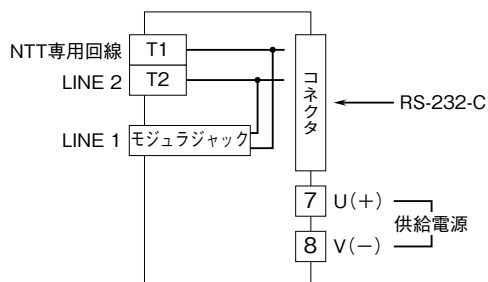 NTT専用回線 T1
LINE 2 T2
LINE 1 モジュラジャック
コネクタ
RS-232-C
7 U(+)
供給電源
8 V(−)